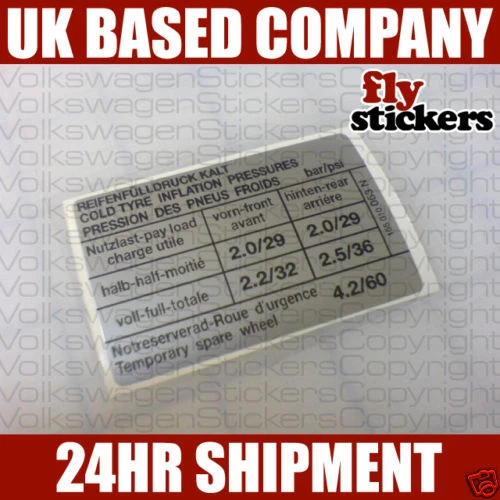 UK BASED COMPANY
fly
stickers
VolkswagenStickersCopyright
REIFENFÜLLDRUCK KALT
COLD TYRE INFLATION PRESSURES
PRESSION DES PNEUS FROIDS
bar/psi
Nutzlast-pay load
charge utile
vorn-front
avant
hinten-rear
arrière
halb-half-moitié
2.0/29
2.0/29
voll-full-totale
2.2/32
2.5/36
Notreserverad-Roue d'urgence
Temporary spare wheel
4.2/60
24HR SHIPMENT